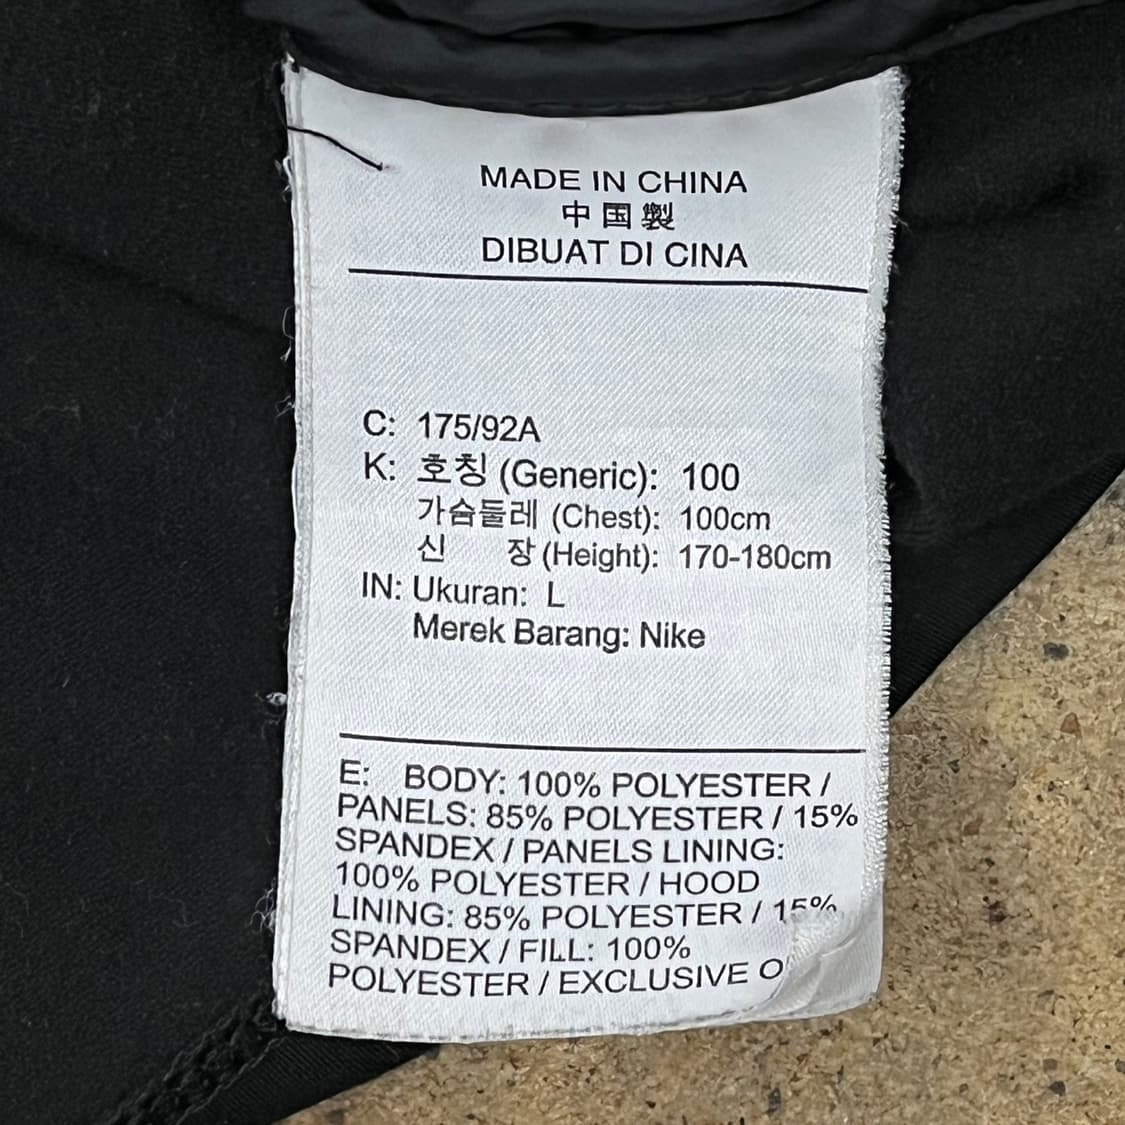 MADE IN CHINA
中国製
DIBUAT DI CINA
C: 175/92A
K: 호칭 (Generic): 100
가슴둘레 (Chest): 100cm
신 장 (Height): 170-180cm
IN: Ukuran: L
Merek Barang: Nike
E: BODY: 100% POLYESTER /
PANELS: 85% POLYESTER / 15%
SPANDEX / PANELS LINING:
100% POLYESTER / HOOD
LINING: 85% POLYESTER / 15%
SPANDEX / FILL: 100%
POLYESTER / EXCLUSIVE